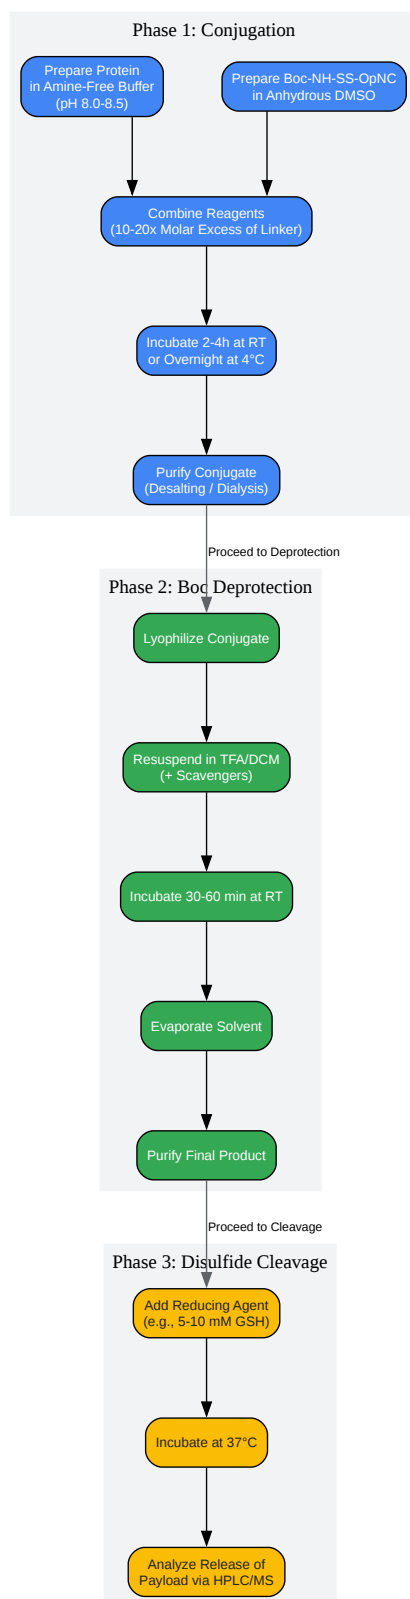 Phase 1: Conjugation
Prepare Protein
in Amine-Free Buffer
(pH 8.0-8.5)
Prepare Boc-NH-SS-OpNC
in Anhydrous DMSO
Combine Reagents
(10-20x Molar Excess of Linker)
Incubate 2-4h at RT
or Overnight at 4°C
Purify Conjugate
(Desalting / Dialysis)
Proceed to Deprotection
Phase 2: Boc Deprotection
Lyophilize Conjugate
Resuspend in TFA/DCM
(+ Scavengers)
Incubate 30-60 min at RT
Evaporate Solvent
Purify Final Product
Proceed to Cleavage
Phase 3: Disulfide Cleavage
Add Reducing Agent
(e.g., 5-10 mM GSH)
Incubate at 37°C
Analyze Release of
Payload via HPLC/MS